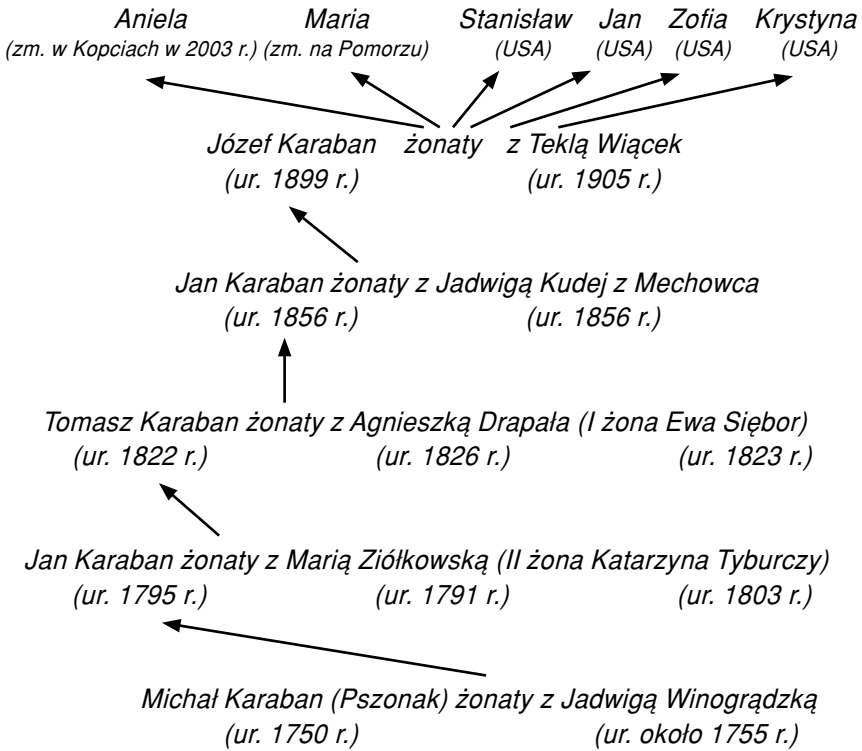 Aniela Maria Stanisław Jan Zofia Krystyna
(zm. w Kopciach w 2003 r.) (zm. na Pomorzu) (USA) (USA) (USA) (USA)
Józef Karaban żonaty z Teklą Wiącek
(ur. 1899 r.) (ur. 1905 r.)
Jan Karaban żonaty z Jadwigą Kudej z Mechowca
(ur. 1856 r.) (ur. 1856 r.)
Tomasz Karaban żonaty z Agnieszką Drapała (I żona Ewa Siębor)
(ur. 1822 r.) (ur. 1826 r.) (ur. 1823 r.)
Jan Karaban żonaty z Marią Ziółkowską (II żona Katarzyna Tyburczy)
(ur. 1795 r.) (ur. 1791 r.) (ur. 1803 r.)
Michał Karaban (Pszonak) żonaty z Jadwigą Winogrądzką
(ur. 1750 r.) (ur. około 1755 r.)